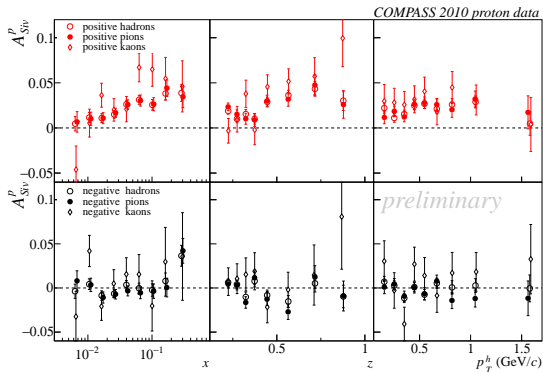 COMPASS 2010 proton data
A^p_Siv
0.1
0.05
0
−0.05
positive hadrons
positive pions
positive kaons
A^p_Siv
0.1
0.05
0
−0.05
negative hadrons
negative pions
negative kaons
preliminary
10^−2
10^−1
x
0.5
1
z
0.5
1
1.5
p^h_T (GeV/c)